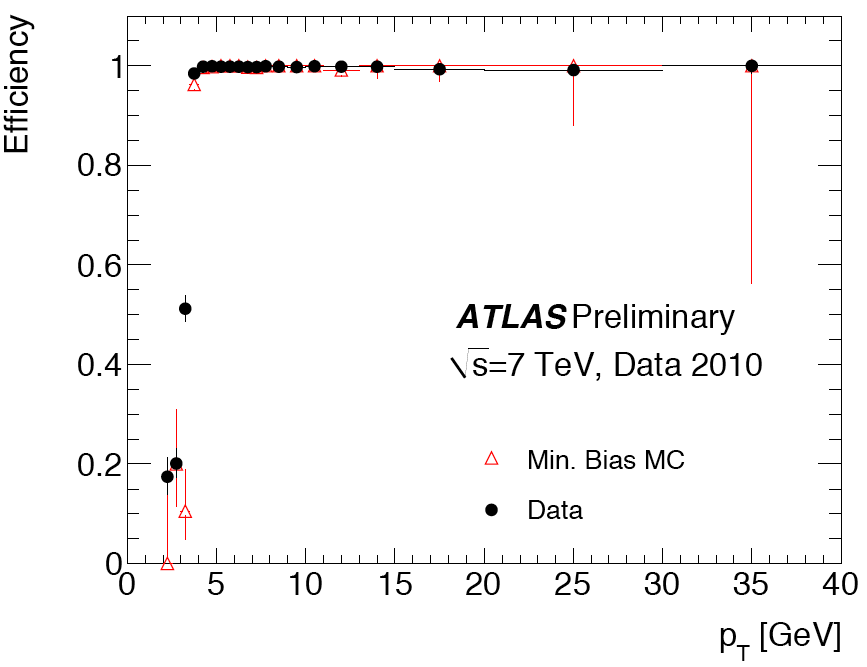 Efficiency
1
0.8
0.6
0.4
0.2
0
ATLAS Preliminary
√s=7 TeV, Data 2010
Min. Bias MC
Data
0 5 10 15 20 25 30 35 40
p_T [GeV]